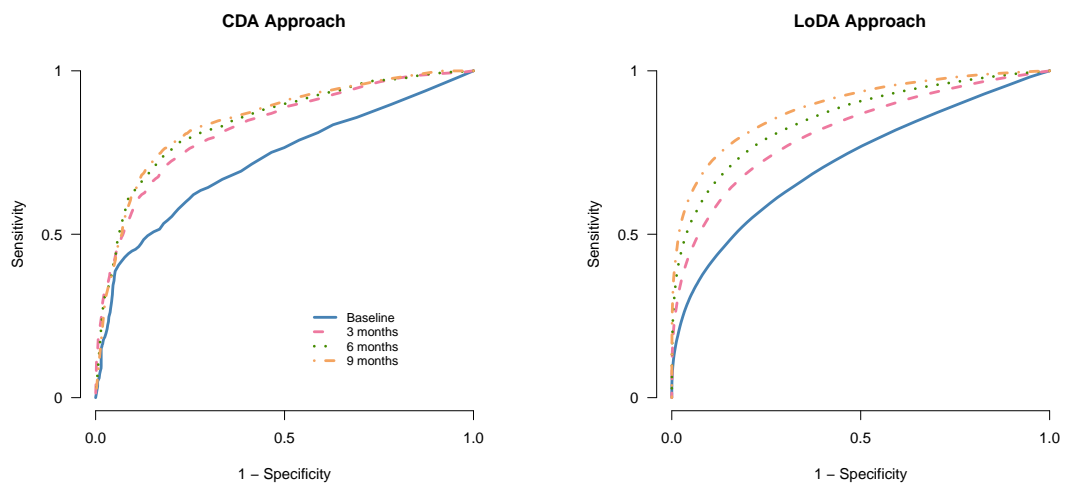 CDA Approach
1
0.5
0
Sensitivity
Baseline
3 months
6 months
9 months
0.0
0.5
1.0
1 − Specificity
LoDA Approach
1
0.5
0
Sensitivity
0.0
0.5
1.0
1 − Specificity